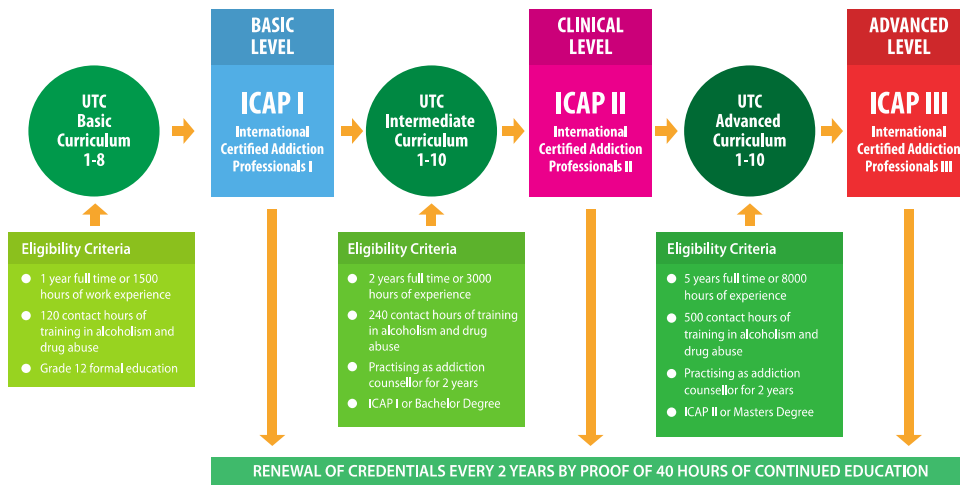 UTC
Basic
Curriculum
1-8
BASIC
LEVEL
ICAP I
International
Certified Addiction
Professionals I
UTC
Intermediate
Curriculum
1-10
CLINICAL
LEVEL
ICAP II
International
Certified Addiction
Professionals II
UTC
Advanced
Curriculum
1-10
ADVANCED
LEVEL
ICAP III
International
Certified Addiction
Professionals III
Eligibility Criteria
1 year full time or 1500
hours of work experience
120 contact hours of
training in alcoholism and
drug abuse
Grade 12 formal education
Eligibility Criteria
2 years full time or 3000
hours of experience
240 contact hours of training
in alcoholism and drug
abuse
Practising as addiction
counsellor for 2 years
ICAP I or Bachelor Degree
Eligibility Criteria
5 years full time or 8000
hours of experience
500 contact hours of
training in alcoholism and
drug abuse
Practising as addiction
counsellor for 2 years
ICAP II or Masters Degree
RENEWAL OF CREDENTIALS EVERY 2 YEARS BY PROOF OF 40 HOURS OF CONTINUED EDUCATION